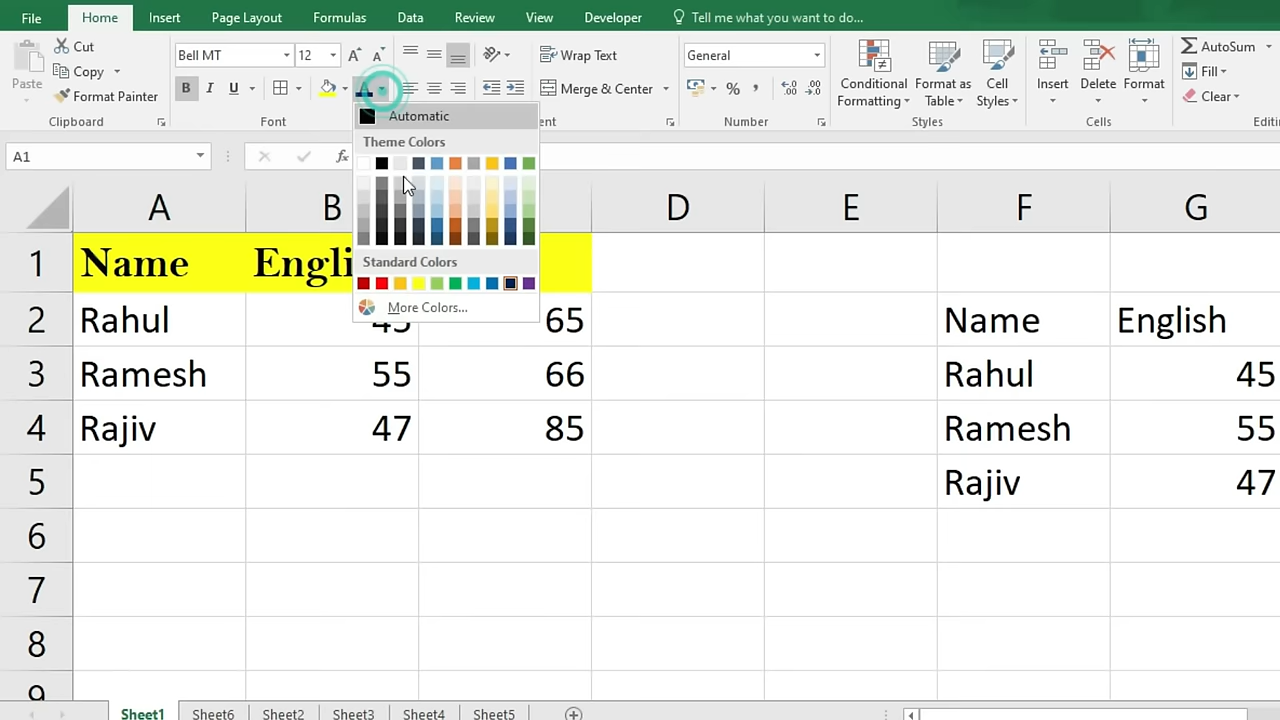 File Home Insert Page Layout Formulas Data Review View Developer Tell me what you want to do...
Cut
Copy
Format Painter
Paste
Clipboard
Bell MT 12
B I U A
Font
Wrap Text
Merge & Center
General
% ,
Number
Conditional Formatting
Format as Table
Cell Styles
Styles
Insert Delete Format
Cells
AutoSum
Fill
Clear
A1 fx
Automatic
Theme Colors
Standard Colors
More Colors...
A B D E F G
1 Name Engli
2 Rahul 45 65 Name English
3 Ramesh 55 66 Rahul 45
4 Rajiv 47 85 Ramesh 55
5 Rajiv 47
6
7
8
9
Sheet1 Sheet6 Sheet2 Sheet3 Sheet4 Sheet5